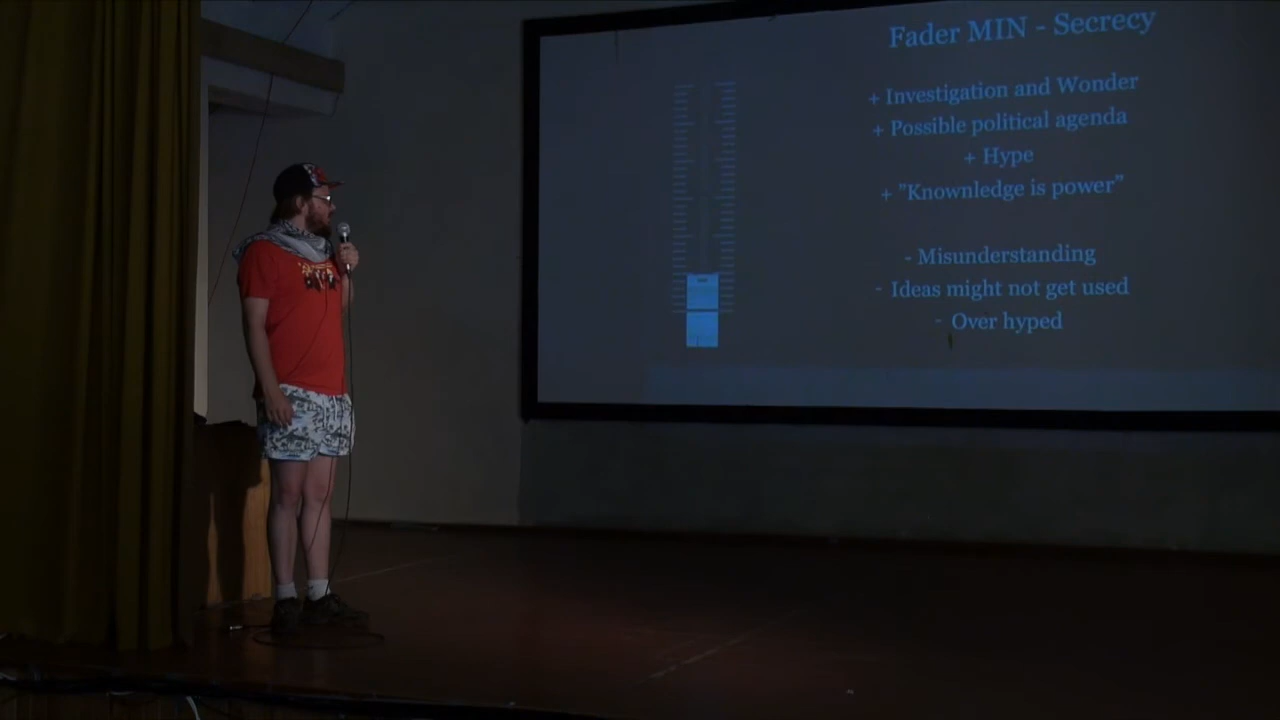 Fader MIN - Secrecy
+ Investigation and Wonder
+ Possible political agenda
+ Hype
+ "Knownledge is power"
- Misunderstanding
- Ideas might not get used
- Over hyped